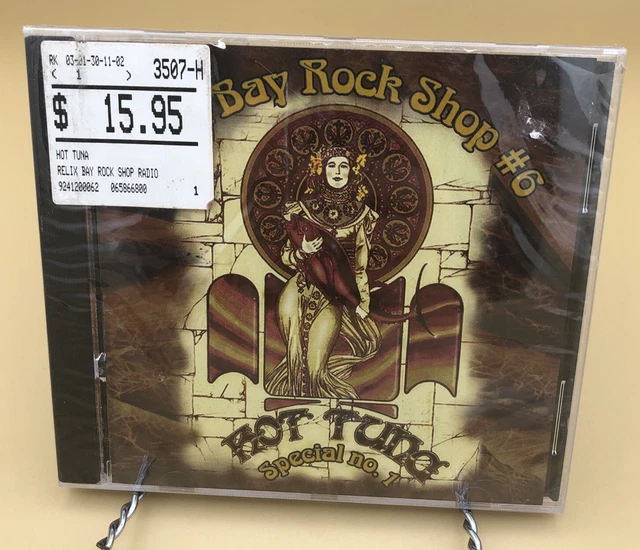 RK 03-01-30-11-02
< 1 > 3507-H
$ 15.95
HOT TUNA
RELIX BAY ROCK SHOP RADIO
9241200062 065866800 1
Bay Rock Shop #6
HOT TUNA
Special no. 1